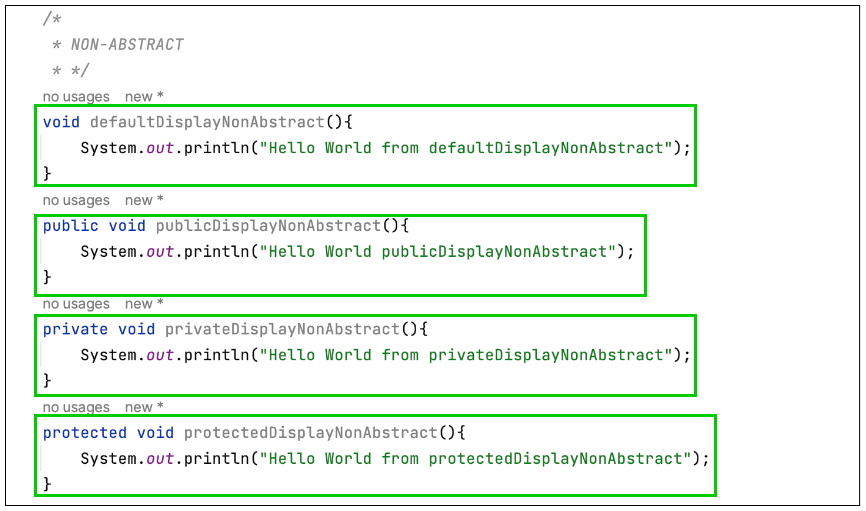 /*
* NON-ABSTRACT
* */
no usages new *
void defaultDisplayNonAbstract(){
System.out.println("Hello World from defaultDisplayNonAbstract");
}
no usages new *
public void publicDisplayNonAbstract(){
System.out.println("Hello World publicDisplayNonAbstract");
}
no usages new *
private void privateDisplayNonAbstract(){
System.out.println("Hello World from privateDisplayNonAbstract");
}
no usages new *
protected void protectedDisplayNonAbstract(){
System.out.println("Hello World from protectedDisplayNonAbstract");
}